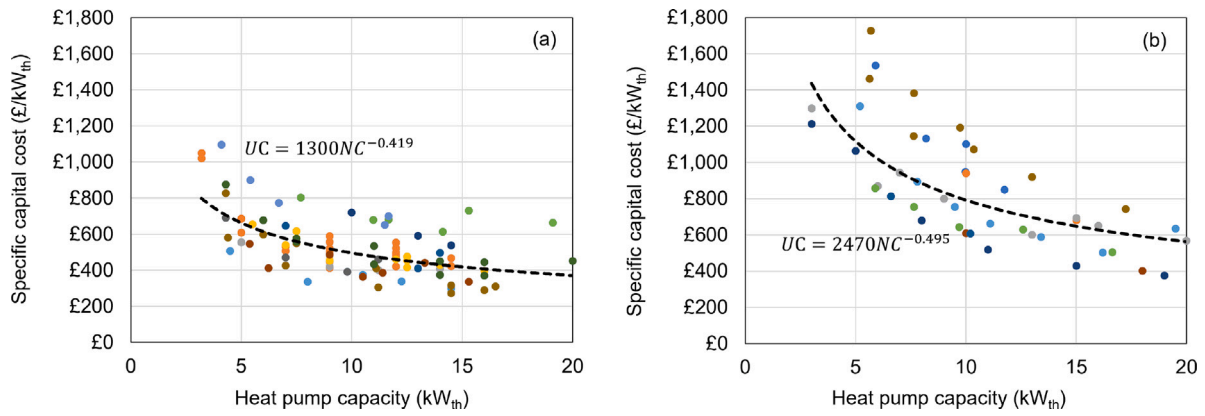 Specific capital cost (£/kWth)
£1,800
£1,600
£1,400
£1,200
£1,000
£800
£600
£400
£200
£0
(a)
UC = 1300NC^−0.419
0 5 10 15 20
Heat pump capacity (kWth)
Specific capital cost (£/kWth)
£1,800
£1,600
£1,400
£1,200
£1,000
£800
£600
£400
£200
£0
(b)
UC = 2470NC^−0.495
0 5 10 15 20
Heat pump capacity (kWth)